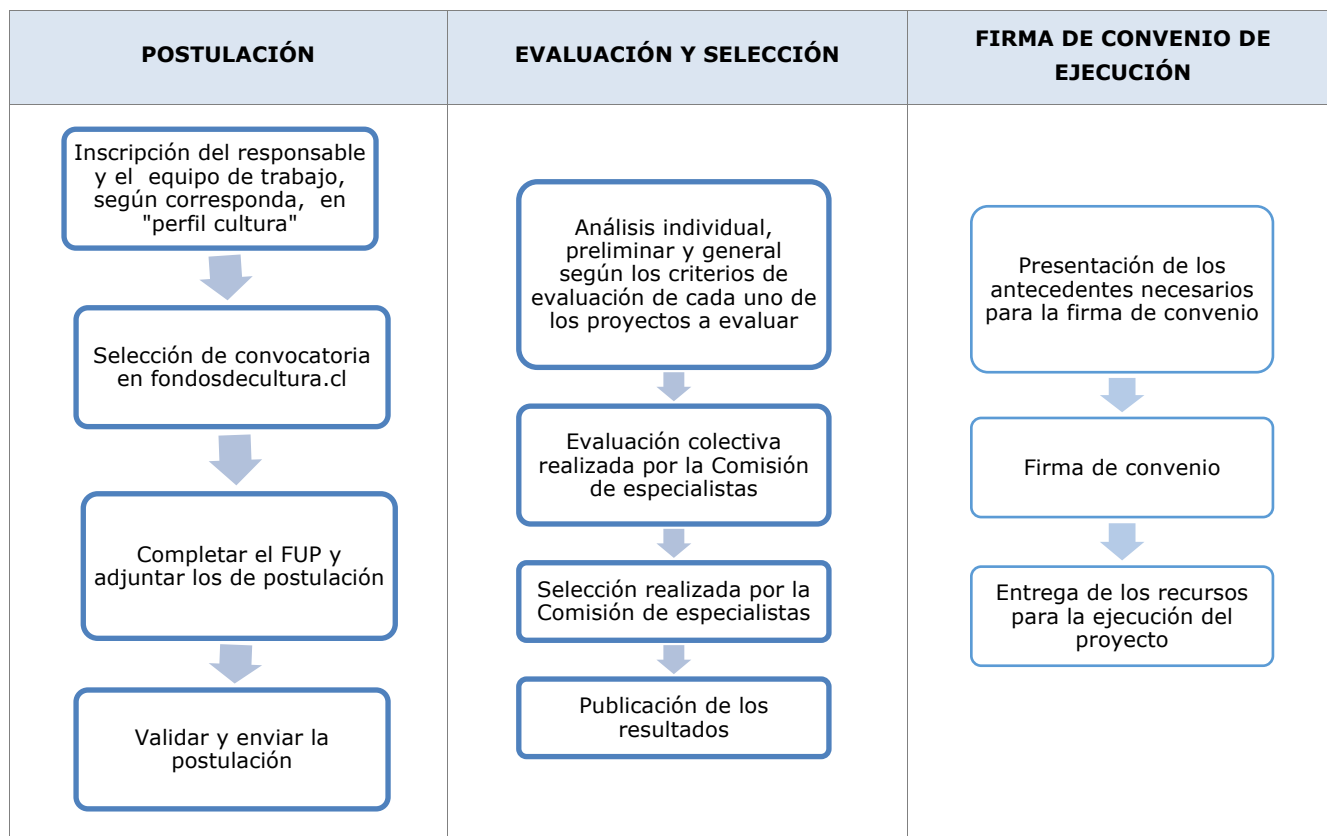 POSTULACIÓN
Inscripción del responsable
y el equipo de trabajo,
según corresponda, en
"perfil cultura"
Selección de convocatoria
en fondosdecultura.cl
Completar el FUP y
adjuntar los de postulación
Validar y enviar la
postulación
EVALUACIÓN Y SELECCIÓN
Análisis individual,
preliminar y general
según los criterios de
evaluación de cada uno de
los proyectos a evaluar
Evaluación colectiva
realizada por la Comisión
de especialistas
Selección realizada por la
Comisión de especialistas
Publicación de los
resultados
FIRMA DE CONVENIO DE
EJECUCIÓN
Presentación de los
antecedentes necesarios
para la firma de convenio
Firma de convenio
Entrega de los recursos
para la ejecución del
proyecto